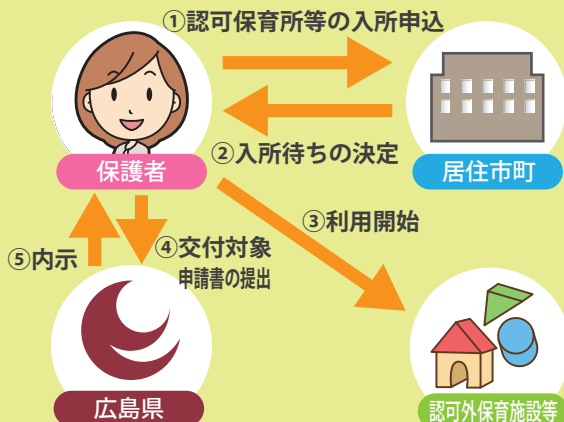 ①認可保育所等の入所申込
②入所待ちの決定
保護者
居住市町
③利用開始
④交付対象
申請書の提出
⑤内示
広島県
認可外保育施設等